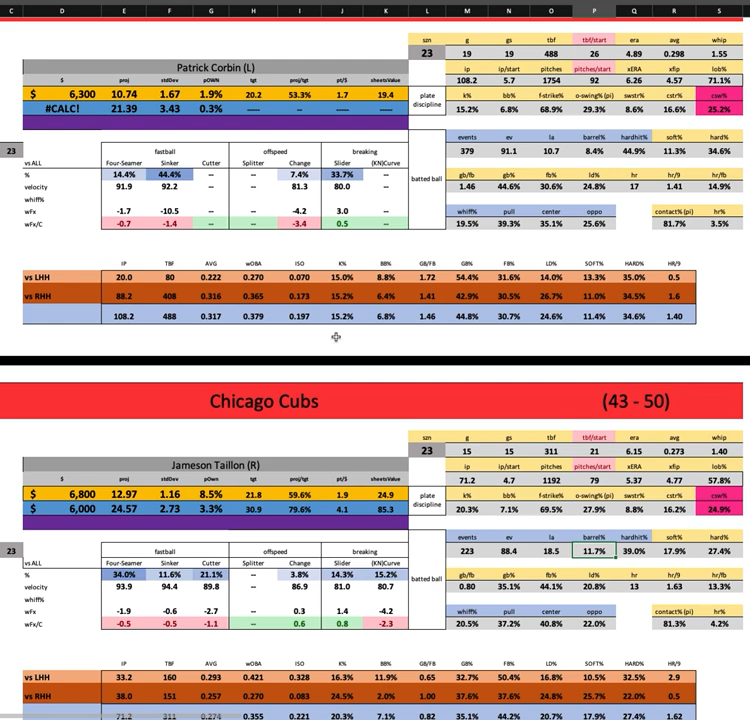 C D E F G H I J K L M N O P Q R S
szn g gs tbf tbf/start era avg whip
23 19 19 488 26 4.89 0.298 1.55
Patrick Corbin (L) ip ip/start pitches pitches/start xERA xfip lob%
$ proj stdDev pOWN tgt proj/tgt pt/$ sheetsValue 108.2 5.7 1754 92 6.26 4.57 71.1%
$ 6,300 10.74 1.67 1.9% 20.2 53.3% 1.7 19.4 plate discipline k% bb% f-strike% o-swing% (pi) swstr% cstr% csw%
#CALC! 21.39 3.43 0.3% ---- -- ---- -- 15.2% 6.8% 68.9% 29.3% 8.6% 16.6% 25.2%
events ev la barrel% hardhit% soft% hard%
23 fastball offspeed breaking 379 91.1 10.7 8.4% 44.9% 11.3% 34.6%
vs ALL Four-Seamer Sinker Cutter Splitter Change Slider (KN)Curve
% 14.4% 44.4% -- -- 7.4% 33.7% -- batted ball gb/fb gb% fb% ld% hr hr/9 hr/fb
velocity 91.9 92.2 -- -- 81.3 80.0 -- 1.46 44.6% 30.6% 24.8% 17 1.41 14.9%
whiff%
wFx -1.7 -10.5 -- -- -4.2 3.0 -- whiff% pull center oppo contact% (pi) hr%
wFx/C -0.7 -1.4 -- -- -3.4 0.5 -- 19.5% 39.3% 35.1% 25.6% 81.7% 3.5%
IP TBF AVG wOBA ISO K% BB% GB/FB GB% FB% LD% SOFT% HARD% HR/9
vs LHH 20.0 80 0.222 0.270 0.070 15.0% 8.8% 1.72 54.4% 31.6% 14.0% 13.3% 35.0% 0.5
vs RHH 88.2 408 0.316 0.365 0.173 15.2% 6.4% 1.41 42.9% 30.5% 26.7% 11.0% 34.5% 1.6
108.2 488 0.317 0.379 0.197 15.2% 6.8% 1.46 44.8% 30.7% 24.6% 11.4% 34.6% 1.40
Chicago Cubs (43 - 50)
szn g gs tbf tbf/start era avg whip
23 15 15 311 21 6.15 0.273 1.40
Jameson Taillon (R) ip ip/start pitches pitches/start xERA xfip lob%
$ proj stdDev pOwn tgt proj/tgt pt/$ sheetsValue 71.2 4.7 1192 79 5.37 4.77 57.8%
$ 6,800 12.97 1.16 8.5% 21.8 59.6% 1.9 24.9 plate discipline k% bb% f-strike% o-swing% (pi) swstr% cstr% csw%
$ 6,000 24.57 2.73 3.3% 30.9 79.6% 4.1 85.3 20.3% 7.1% 69.5% 27.9% 8.8% 16.2% 24.9%
events ev la barrel% hardhit% soft% hard%
23 fastball offspeed breaking 223 88.4 18.5 11.7% 39.0% 17.9% 27.4%
vs ALL Four-Seamer Sinker Cutter Splitter Change Slider (KN)Curve
% 34.0% 11.6% 21.1% -- 3.8% 14.3% 15.2% batted ball gb/fb gb% fb% ld% hr hr/9 hr/fb
velocity 93.9 94.4 89.8 -- 86.9 81.0 80.7 0.80 35.1% 44.1% 20.8% 13 1.63 13.3%
whiff%
wFx -1.9 -0.6 -2.7 -- 0.3 1.4 -4.2 whiff% pull center oppo contact% (pi) hr%
wFx/C -0.5 -0.5 -1.1 -- 0.6 0.8 -2.3 20.5% 37.2% 40.8% 22.0% 81.3% 4.2%
IP TBF AVG wOBA ISO K% BB% GB/FB GB% FB% LD% SOFT% HARD% HR/9
vs LHH 33.2 160 0.293 0.421 0.328 16.3% 11.9% 0.65 32.7% 50.4% 16.8% 10.5% 32.5% 2.9
vs RHH 38.0 151 0.257 0.270 0.083 24.5% 2.0% 1.00 37.6% 37.6% 24.8% 25.7% 22.0% 0.5
71.2 311 0.274 0.355 0.221 20.3% 7.1% 0.82 35.1% 44.2% 20.7% 17.9% 27.4% 1.62